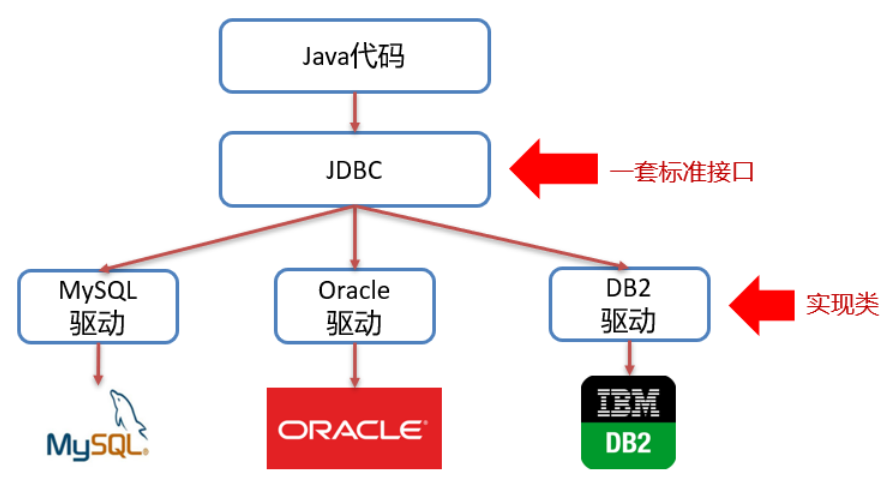 Java代码
JDBC
一套标准接口
MySQL
驱动
Oracle
驱动
DB2
驱动
实现类
MySQL®
ORACLE®
IBM
DB2